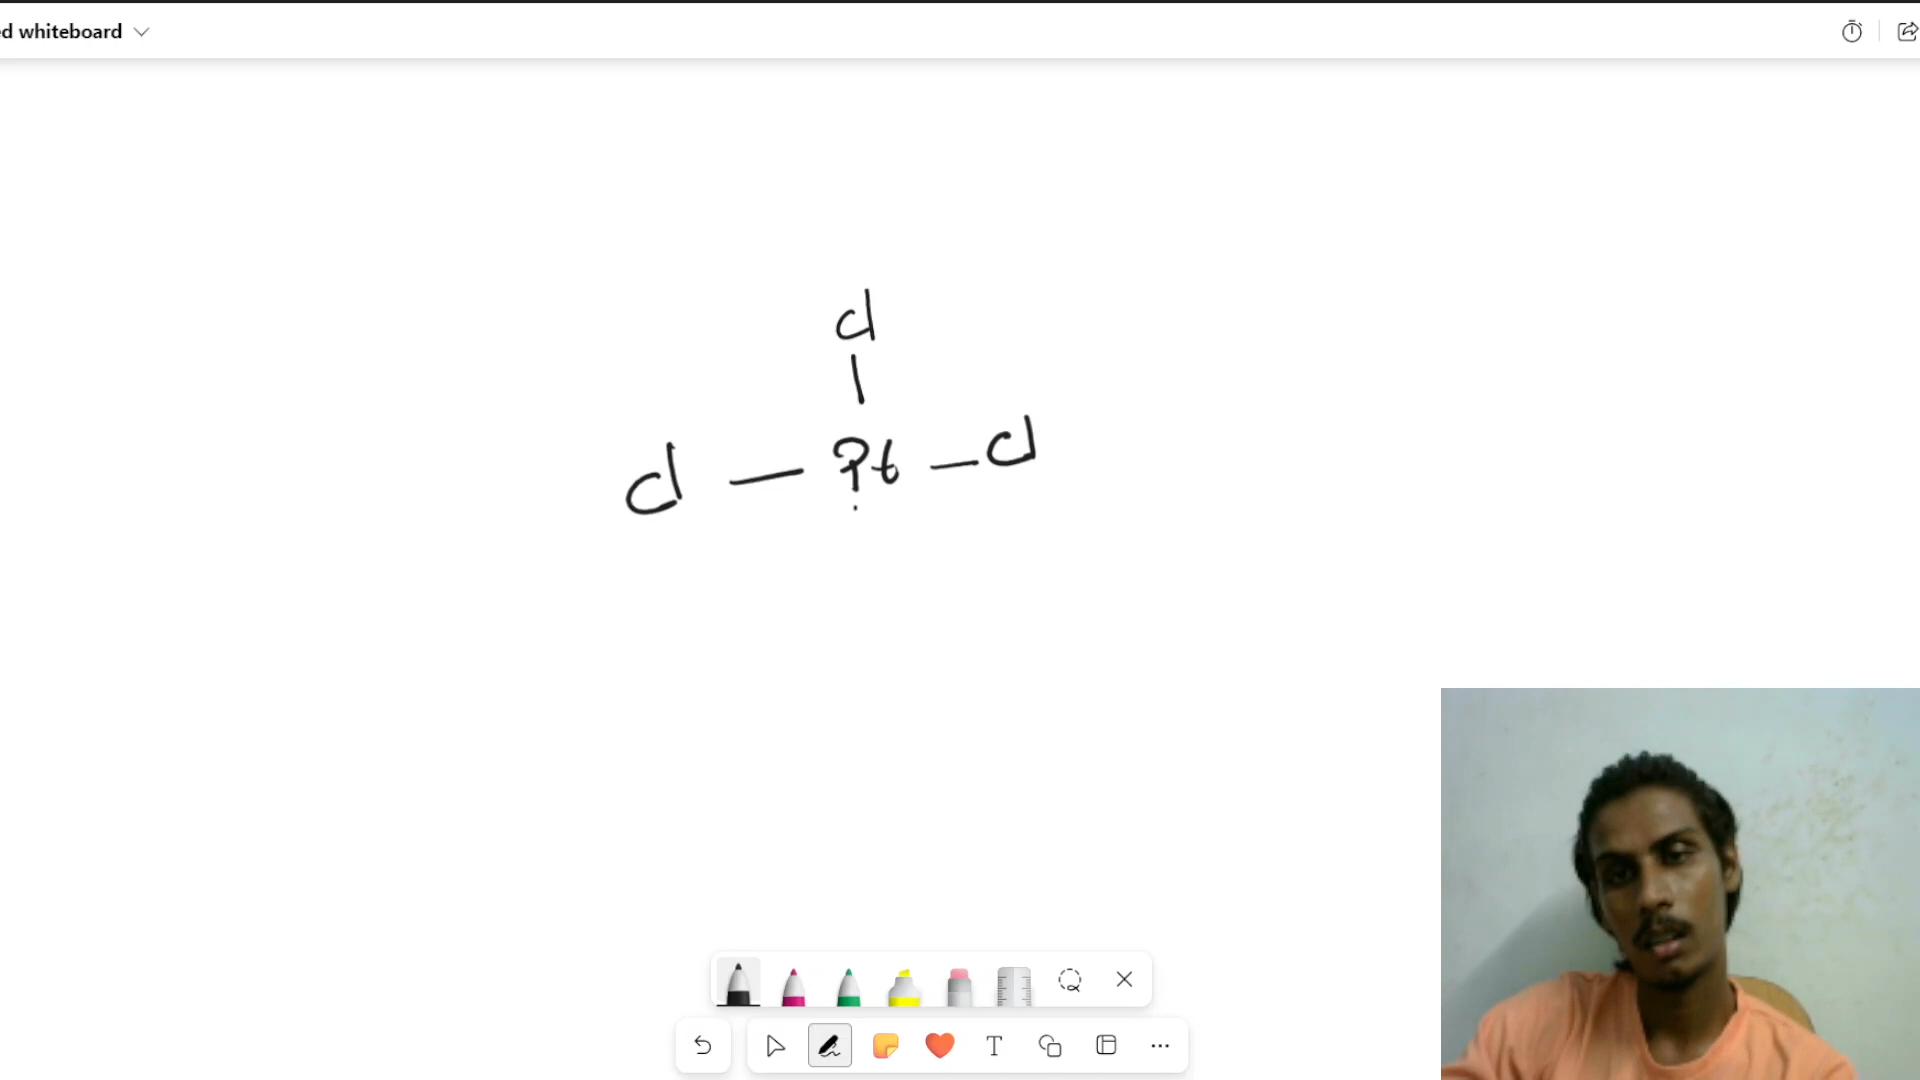 d whiteboard
Cl
Cl — Pt — Cl
T